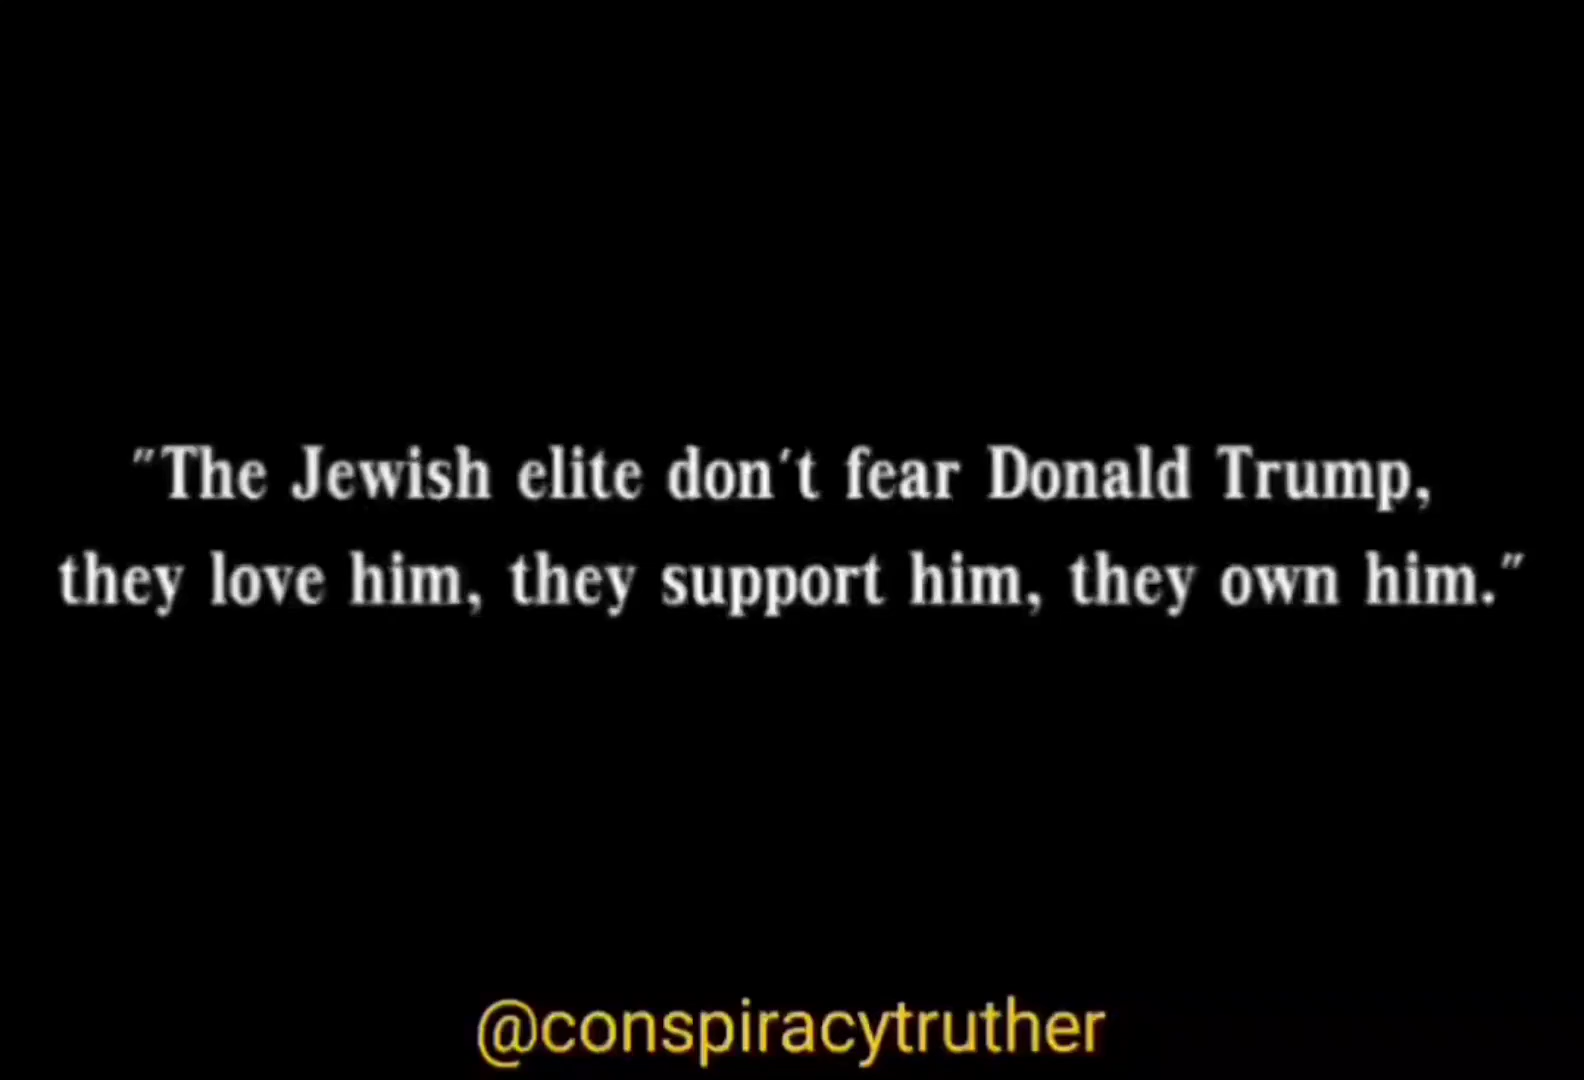 "The Jewish elite don't fear Donald Trump,
they love him, they support him, they own him."
@conspiracytruther